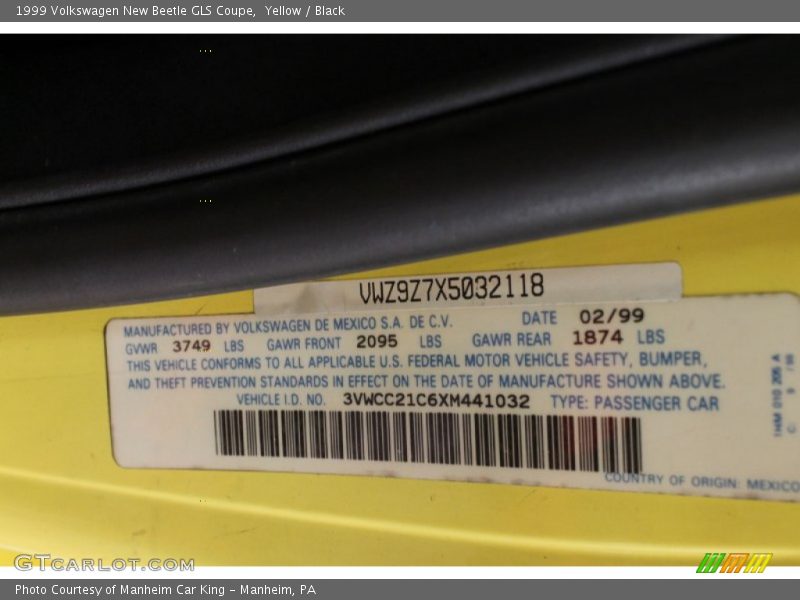 1999 Volkswagen New Beetle GLS Coupe, Yellow / Black
VWZ9Z7X5032118
MANUFACTURED BY VOLKSWAGEN DE MEXICO S.A. DE C.V. DATE 02/99
GVWR 3749 LBS GAWR FRONT 2095 LBS GAWR REAR 1874 LBS
THIS VEHICLE CONFORMS TO ALL APPLICABLE U.S. FEDERAL MOTOR VEHICLE SAFETY, BUMPER,
AND THEFT PREVENTION STANDARDS IN EFFECT ON THE DATE OF MANUFACTURE SHOWN ABOVE.
VEHICLE I.D. NO. 3VWCC21C6XM441032 TYPE: PASSENGER CAR
COUNTRY OF ORIGIN: MEXICO
1HM 010 205 A
GTcarlot.com
Photo Courtesy of Manheim Car King - Manheim, PA